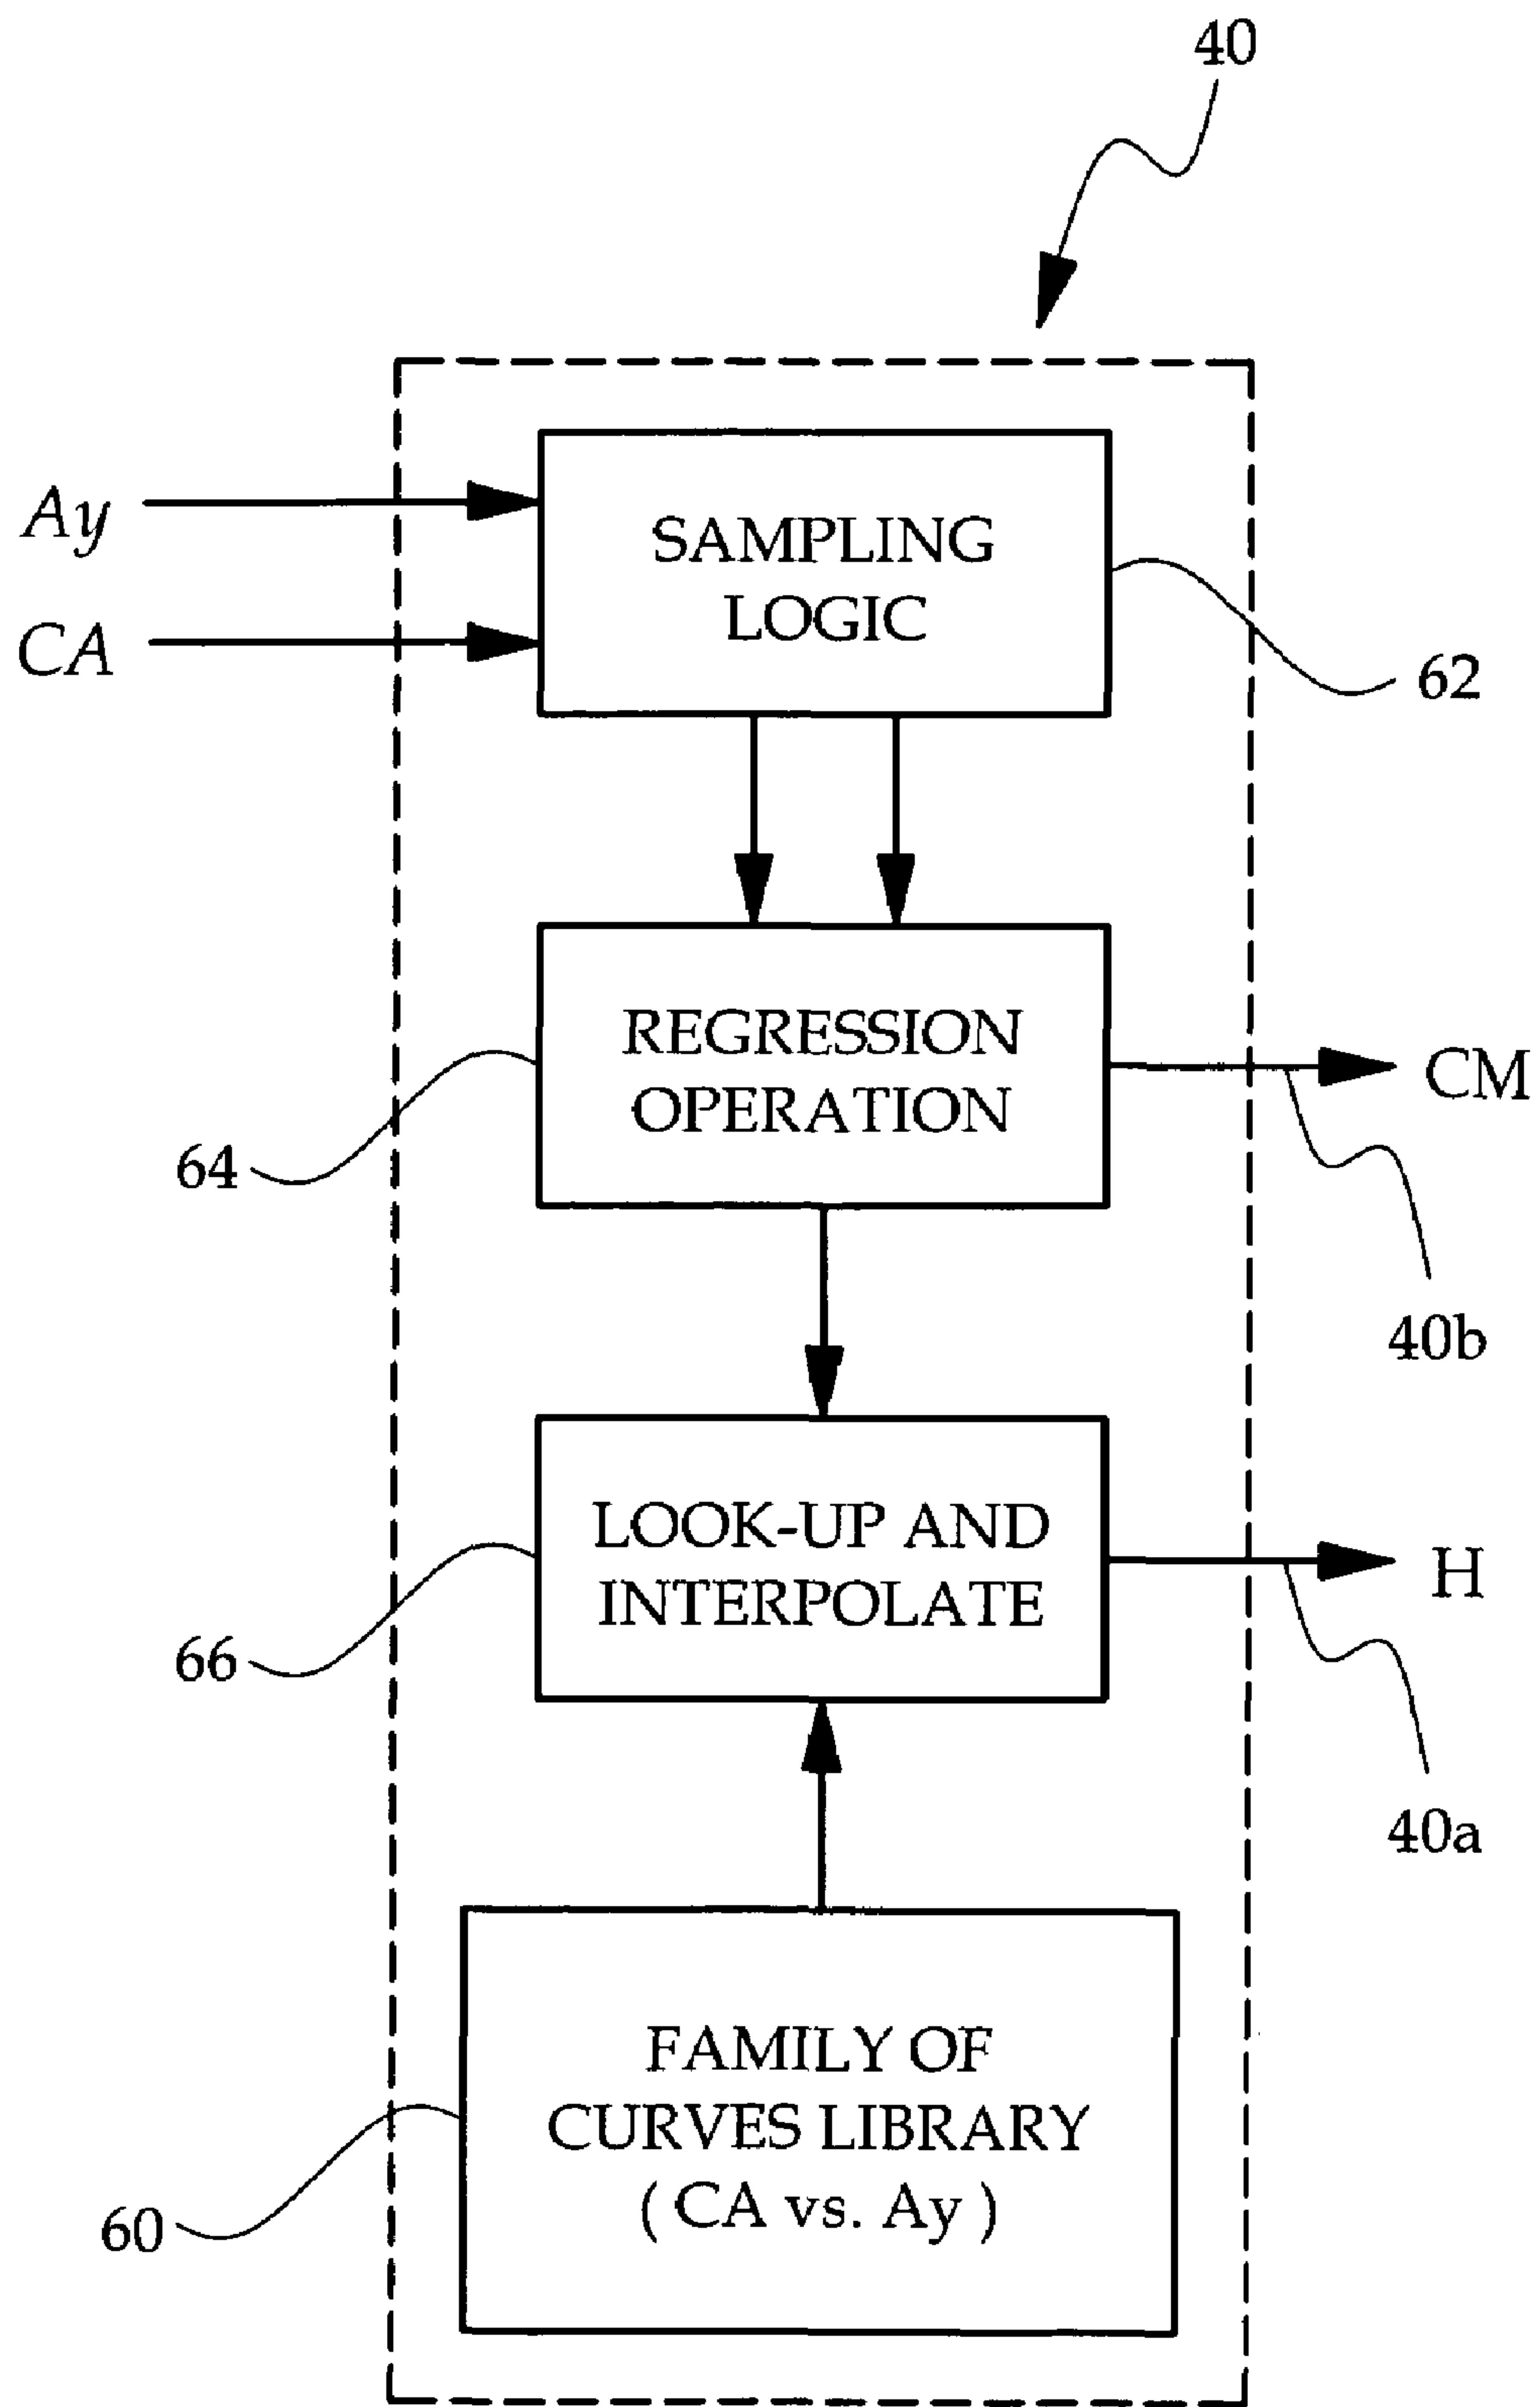 40
Ay
CA
SAMPLING
LOGIC
62
REGRESSION
OPERATION
CM
64
40b
LOOK-UP AND
INTERPOLATE
H
66
40a
FAMILY OF
CURVES LIBRARY
( CA vs. Ay )
60